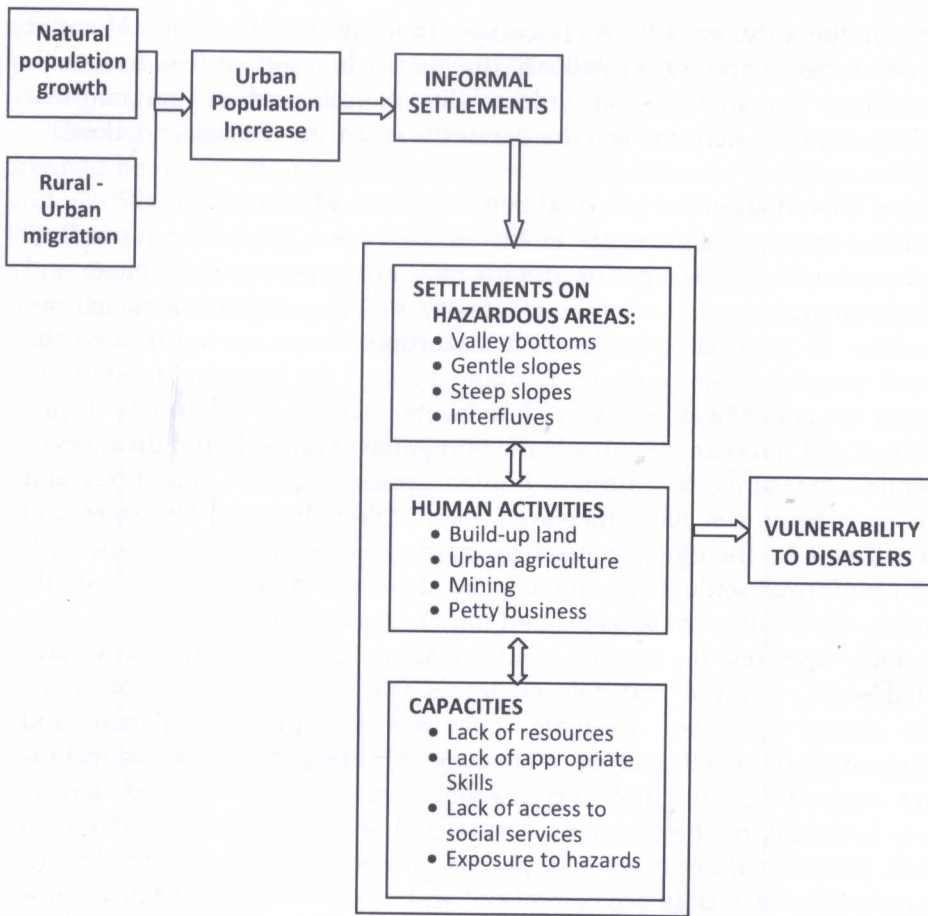 Natural
population
growth
Rural -
Urban
migration
Urban
Population
Increase
INFORMAL
SETTLEMENTS
SETTLEMENTS ON
HAZARDOUS AREAS:
• Valley bottoms
• Gentle slopes
• Steep slopes
• Interfluves
HUMAN ACTIVITIES
• Build-up land
• Urban agriculture
• Mining
• Petty business
CAPACITIES
• Lack of resources
• Lack of appropriate
Skills
• Lack of access to
social services
• Exposure to hazards
VULNERABILITY
TO DISASTERS